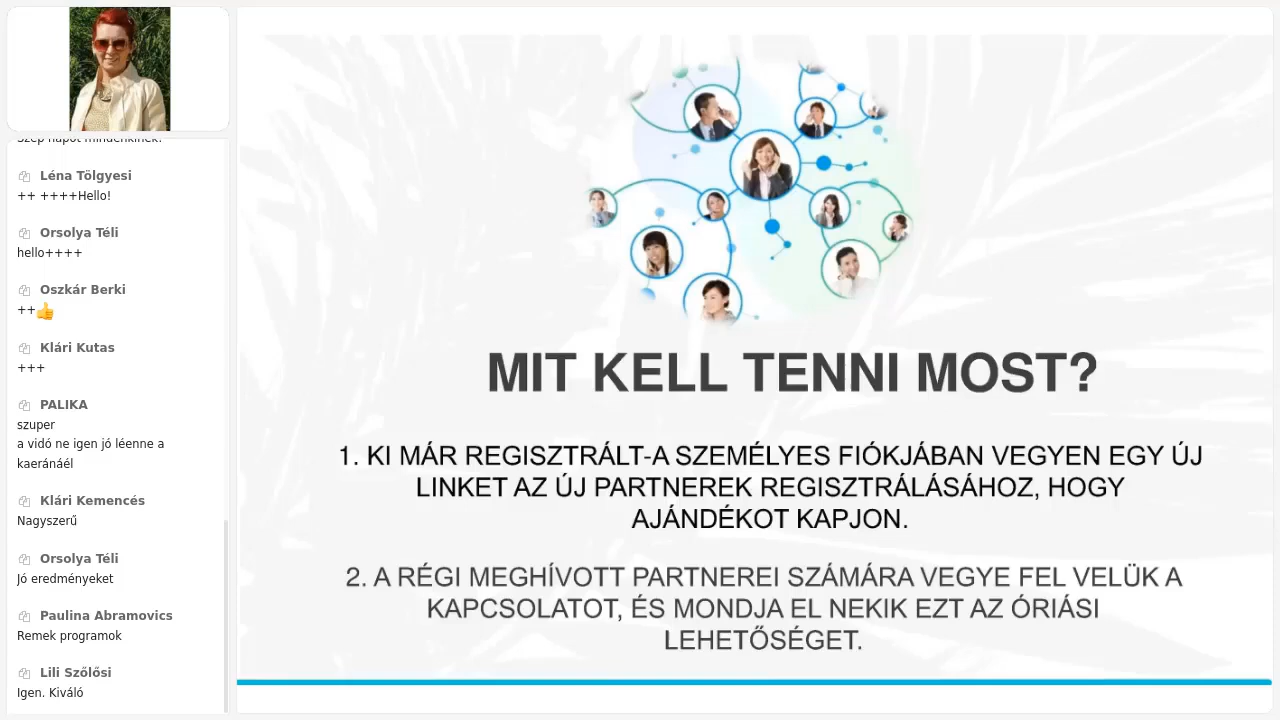 Szép napot mindenkinek!
Léna Tölgyesi
++ ++++Hello!
Orsolya Téli
hello++++
Oszkár Berki
++👍
Klári Kutas
+++
PALIKA
szuper
a vidó ne igen jó léenne a
kaeránáél
Klári Kemencés
Nagyszerű
Orsolya Téli
Jó eredményeket
Paulina Abramovics
Remek programok
Lili Szőlősi
Igen. Kiváló
MIT KELL TENNI MOST?
1. KI MÁR REGISZTRÁLT-A SZEMÉLYES FIÓKJÁBAN VEGYEN EGY ÚJ
LINKET AZ ÚJ PARTNEREK REGISZTRÁLÁSÁHOZ, HOGY
AJÁNDÉKOT KAPJON.
2. A RÉGI MEGHÍVOTT PARTNEREI SZÁMÁRA VEGYE FEL VELÜK A
KAPCSOLATOT, ÉS MONDJA EL NEKIK EZT AZ ÓRIÁSI
LEHETŐSÉGET.